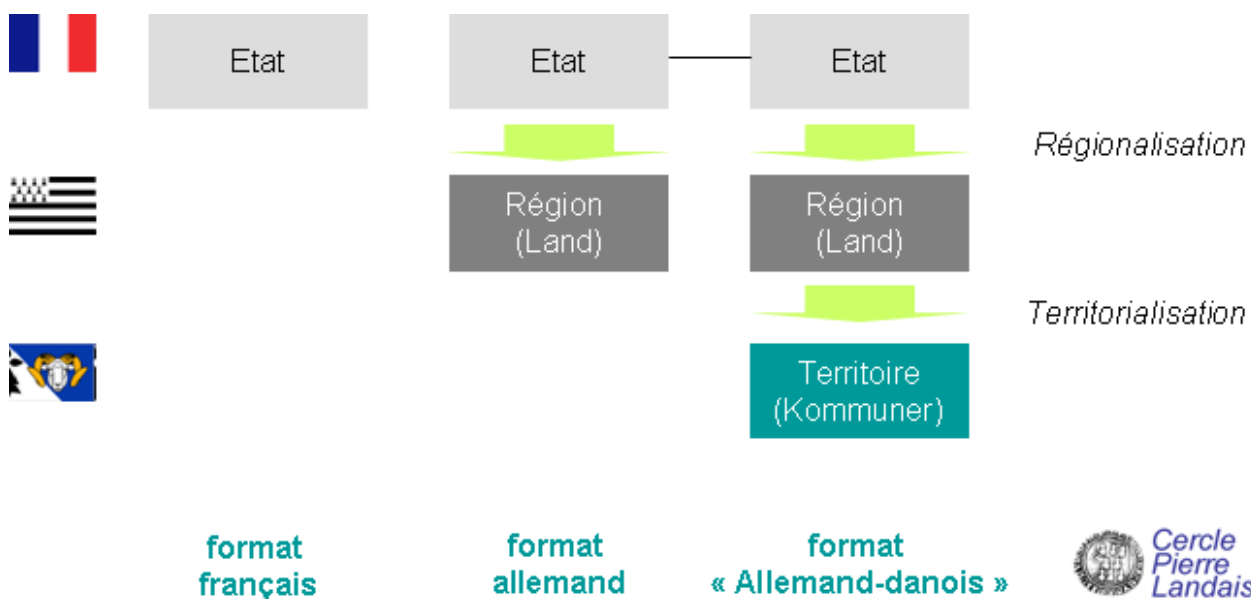 Etat
Etat
Etat
Régionalisation
Région
(Land)
Région
(Land)
Territorialisation
Territoire
(Kommuner)
format
français
format
allemand
format
« Allemand-danois »
Cercle
Pierre
Landais